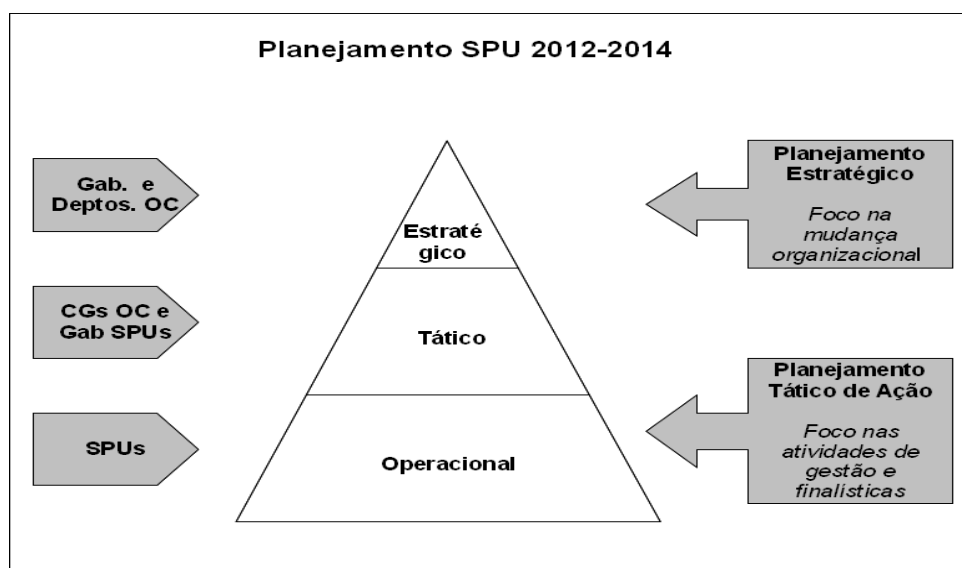 Planejamento SPU 2012-2014
Gab. e
Deptos. OC
CGs OC e
Gab SPUs
SPUs
Estraté
gico
Tático
Operacional
Planejamento
Estratégico
Foco na
mudança
organizacional
Planejamento
Tático de Ação
Foco nas
atividades de
gestão e
finalísticas